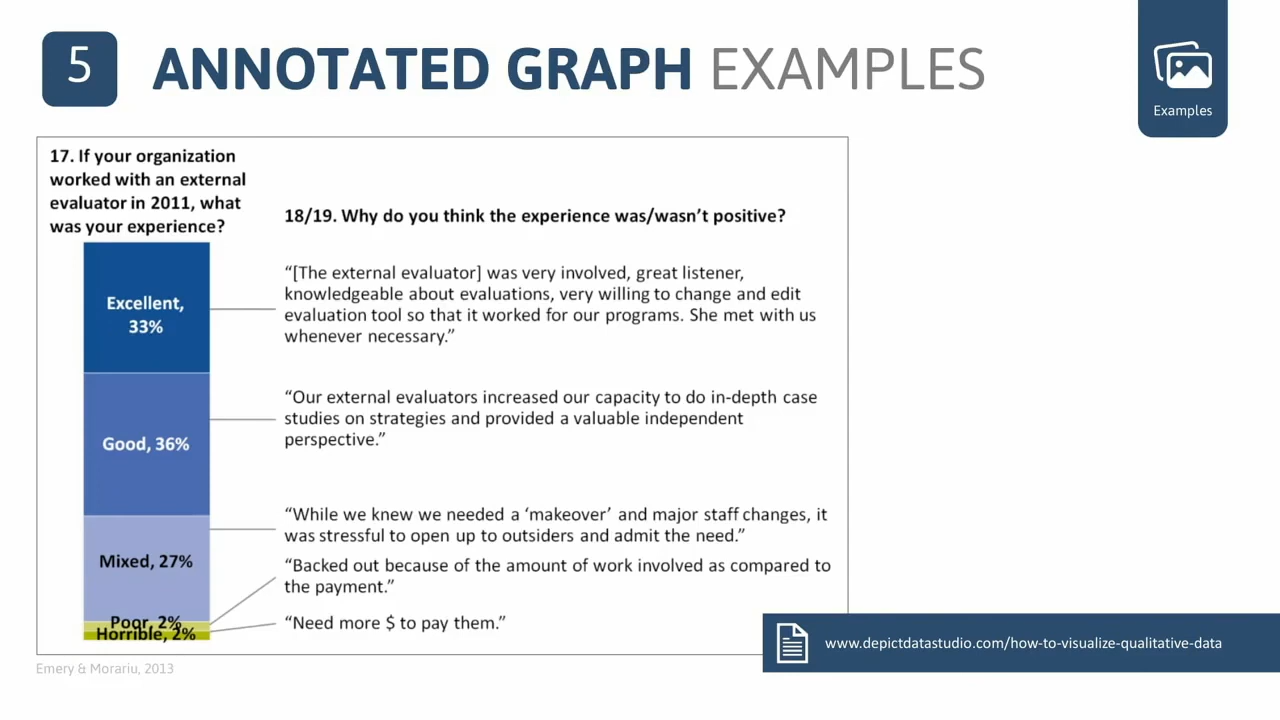 5
ANNOTATED GRAPH EXAMPLES
Examples
17. If your organization
worked with an external
evaluator in 2011, what
was your experience?
18/19. Why do you think the experience was/wasn’t positive?
Excellent,
33%
“[The external evaluator] was very involved, great listener,
knowledgeable about evaluations, very willing to change and edit
evaluation tool so that it worked for our programs. She met with us
whenever necessary.”
Good, 36%
“Our external evaluators increased our capacity to do in-depth case
studies on strategies and provided a valuable independent
perspective.”
Mixed, 27%
“While we knew we needed a ‘makeover’ and major staff changes, it
was stressful to open up to outsiders and admit the need.”
Poor, 2%
“Backed out because of the amount of work involved as compared to
the payment.”
Horrible, 2%
“Need more $ to pay them.”
www.depictdatastudio.com/how-to-visualize-qualitative-data
Emery & Morariu, 2013